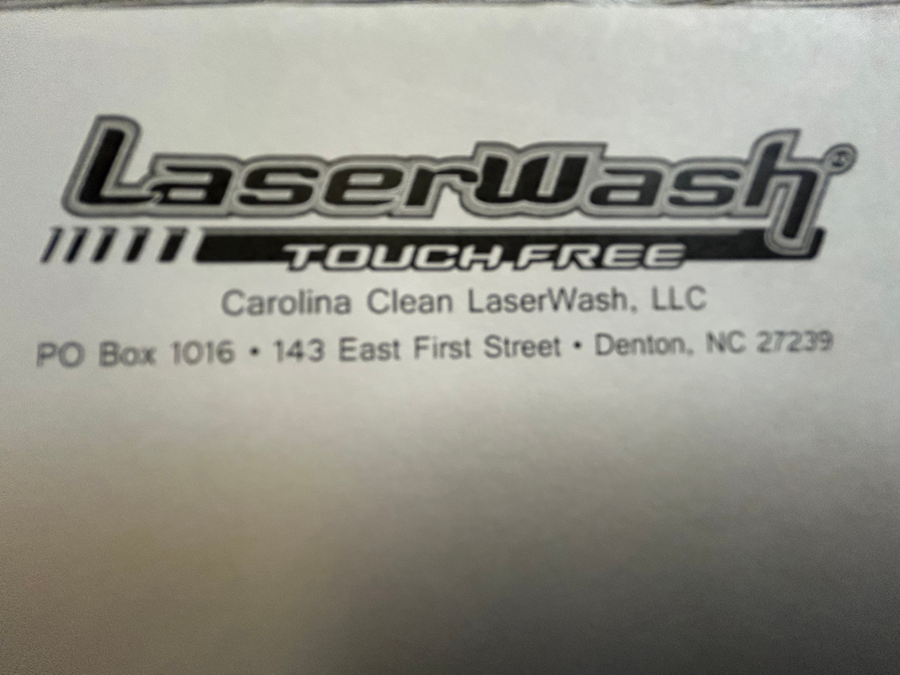 LaserWash®
TOUCH FREE
Carolina Clean LaserWash, LLC
PO Box 1016 • 143 East First Street • Denton, NC 27239